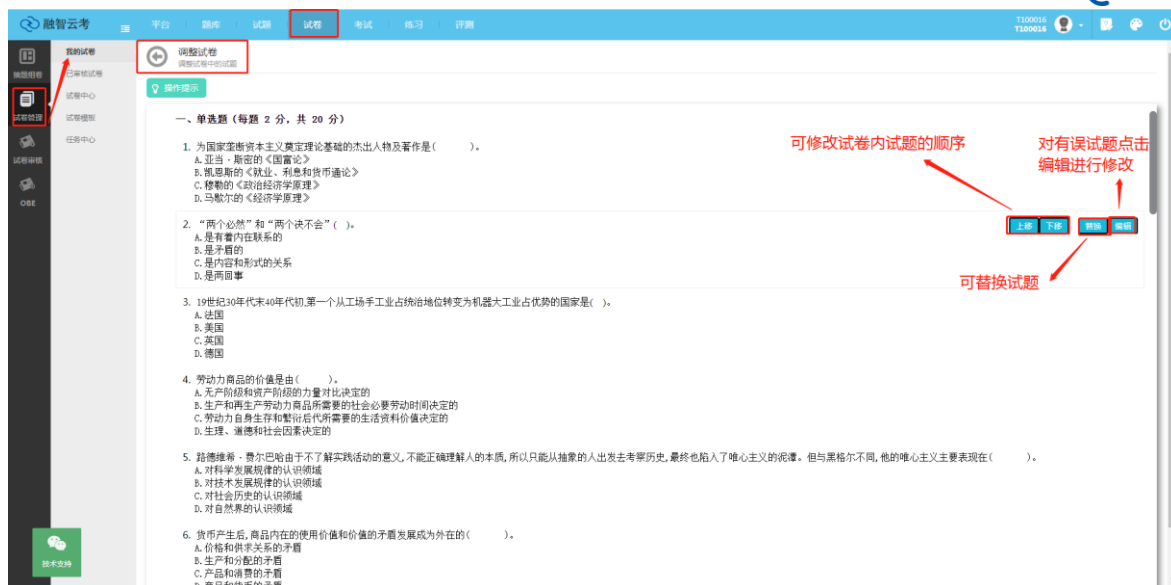 融智云考
平台 题库 试题 试卷 考试 练习 评测
T100016
T100016
抽题组卷
试卷管理
试卷审核
OBE
我的试卷
已审核试卷
试卷中心
试卷模板
任务中心
调整试卷
调整试卷中的试题
操作提示
一、单选题（每题 2 分，共 20 分）
1. 为国家垄断资本主义奠定理论基础的杰出人物及著作是( )。
A.亚当·斯密的《国富论》
B.凯恩斯的《就业、利息和货币通论》
C.穆勒的《政治经济学原理》
D.马歇尔的《经济学原理》
可修改试卷内试题的顺序
对有误试题点击
编辑进行修改
2. “两个必然”和“两个决不会”( )。
A.是有着内在联系的
B.是矛盾的
C.是内容和形式的关系
D.是两回事
上移 下移 替换 编辑
可替换试题
3. 19世纪30年代末40年代初,第一个从工场手工业占统治地位转变为机器大工业占优势的国家是( )。
A.法国
B.美国
C.英国
D.德国
4. 劳动力商品的价值是由( )。
A.无产阶级和资产阶级的力量对比决定的
B.生产和再生产劳动力商品所需要的社会必要劳动时间决定的
C.劳动力自身生存和繁衍后代所需要的生活资料价值决定的
D.生理、道德和社会因素决定的
5. 路德维希·费尔巴哈由于不了解实践活动的意义,不能正确理解人的本质,所以只能从抽象的人出发去考察历史,最终也陷入了唯心主义的泥潭。但与黑格尔不同,他的唯心主义主要表现在( )。
A.对科学发展规律的认识领域
B.对技术发展规律的认识领域
C.对社会历史的认识领域
D.对自然界的认识领域
6. 货币产生后,商品内在的使用价值和价值的矛盾发展成为外在的( )。
A.价格和供求关系的矛盾
B.生产和分配的矛盾
C.产品和消费的矛盾
D.商品和货币的矛盾
技术支持